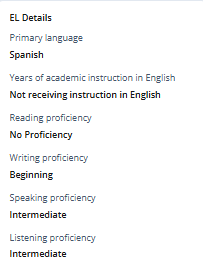 EL Details
Primary language
Spanish
Years of academic instruction in English
Not receiving instruction in English
Reading proficiency
No Proficiency
Writing proficiency
Beginning
Speaking proficiency
Intermediate
Listening proficiency
Intermediate